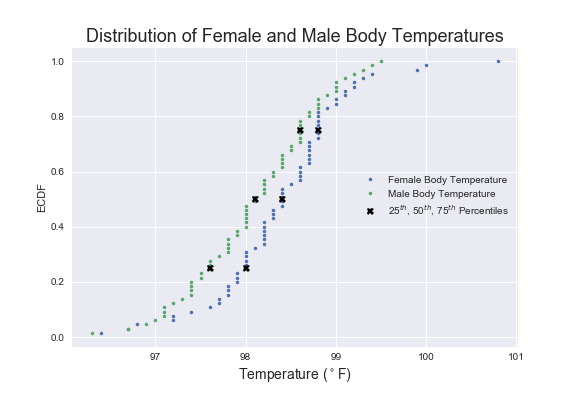 Distribution of Female and Male Body Temperatures
1.0
0.8
0.6
0.4
0.2
0.0
ECDF
Female Body Temperature
Male Body Temperature
25th, 50th, 75th Percentiles
97 98 99 100 101
Temperature (°F)